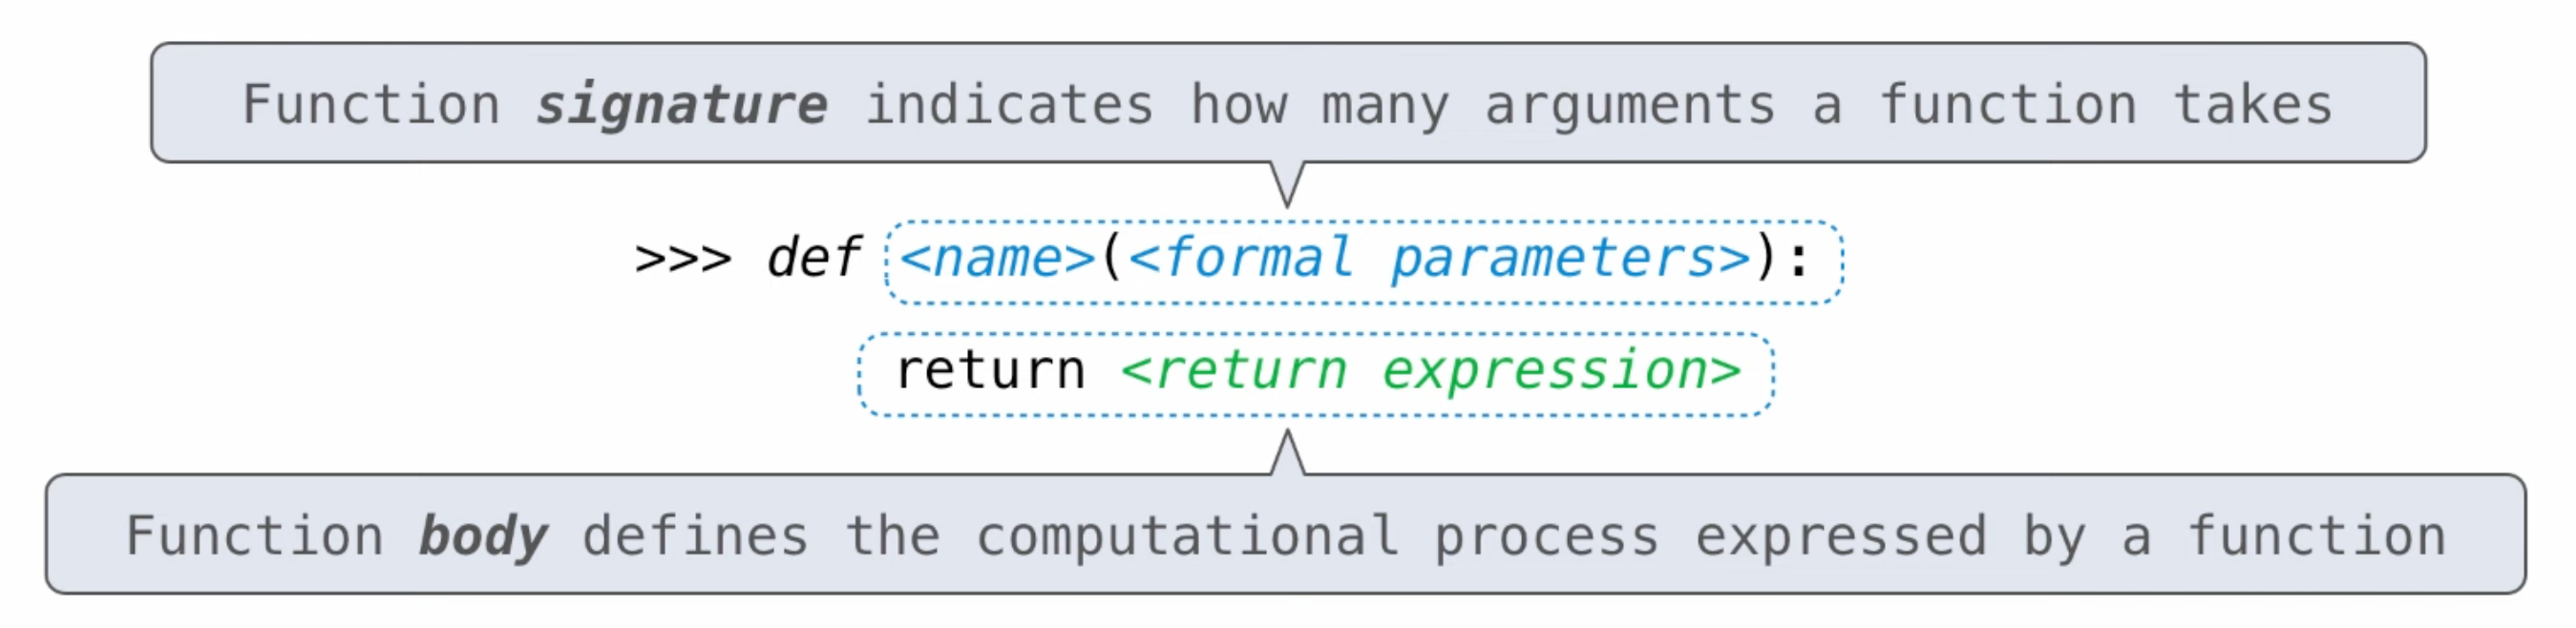 Function signature indicates how many arguments a function takes
>>> def <name>(<formal parameters>):
return <return expression>
Function body defines the computational process expressed by a function